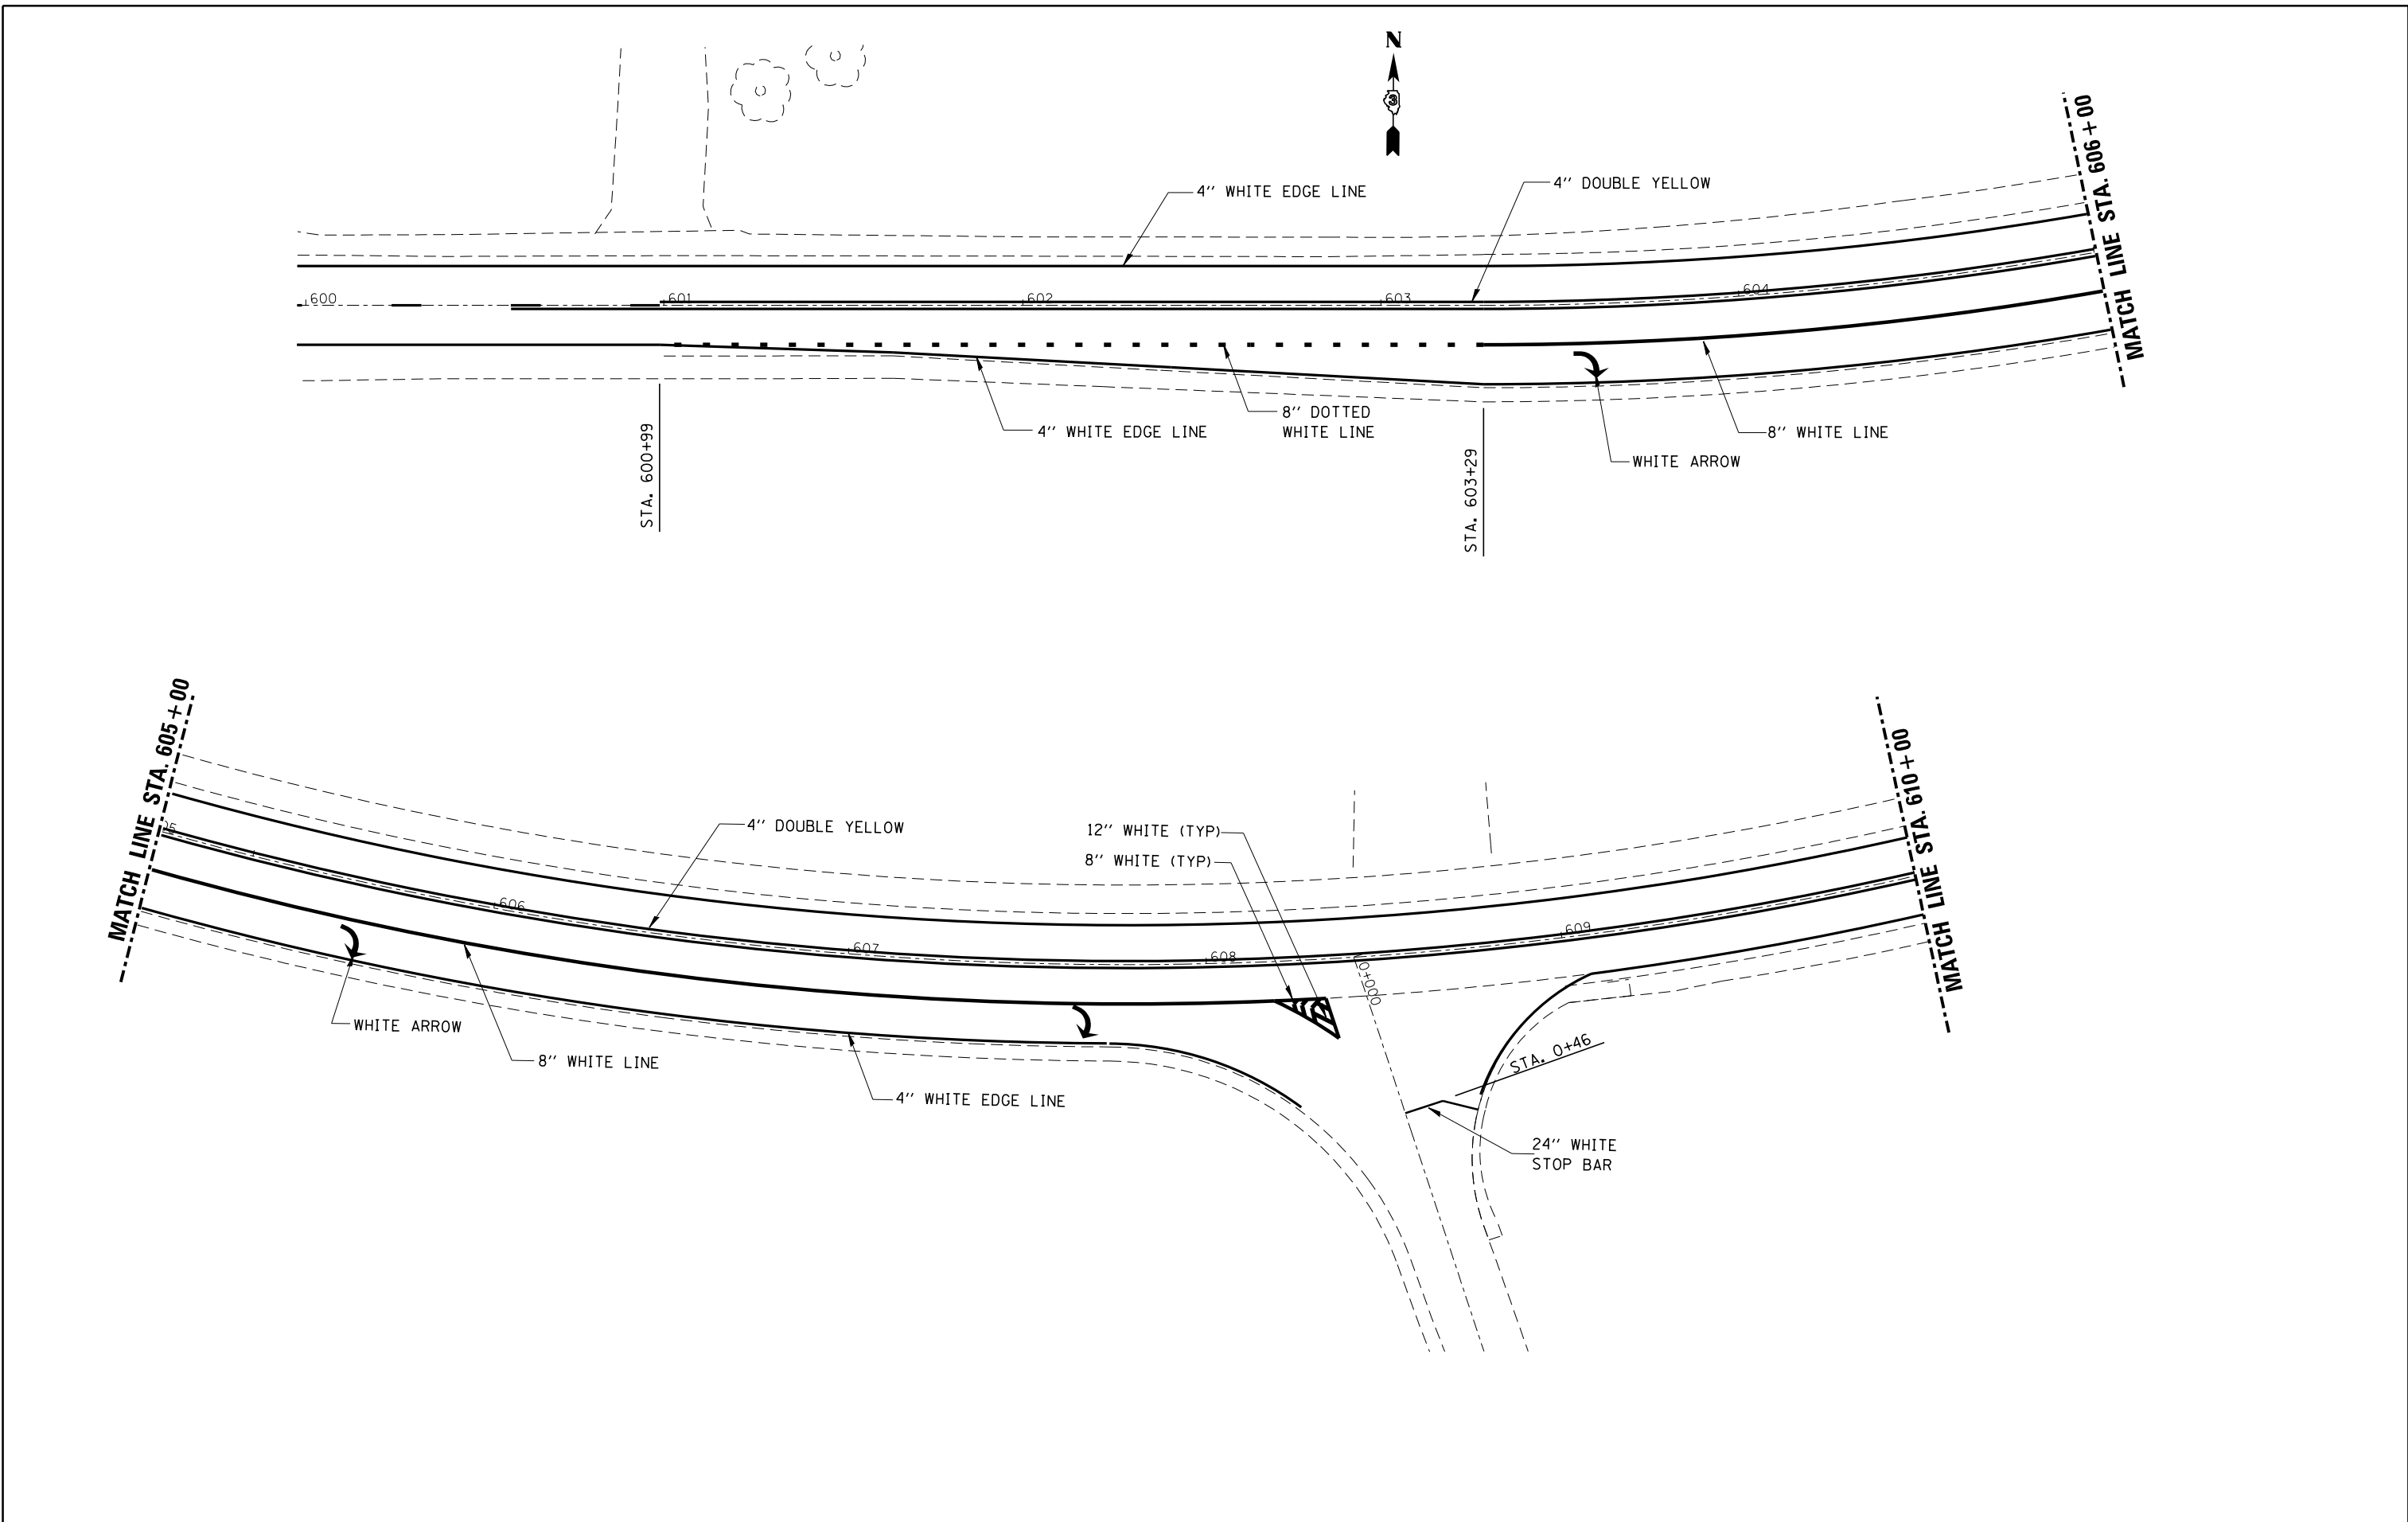 N
3
MATCH LINE STA. 606+00
4'' WHITE EDGE LINE
4'' DOUBLE YELLOW
600
601
602
603
604
8'' DOTTED
WHITE LINE
4'' WHITE EDGE LINE
8'' WHITE LINE
WHITE ARROW
STA. 600+99
STA. 603+29
MATCH LINE STA. 605+00
MATCH LINE STA. 610+00
4'' DOUBLE YELLOW
12'' WHITE (TYP)
8'' WHITE (TYP)
606
607
608
609
0+000
WHITE ARROW
8'' WHITE LINE
4'' WHITE EDGE LINE
STA. 0+46
24'' WHITE
STOP BAR